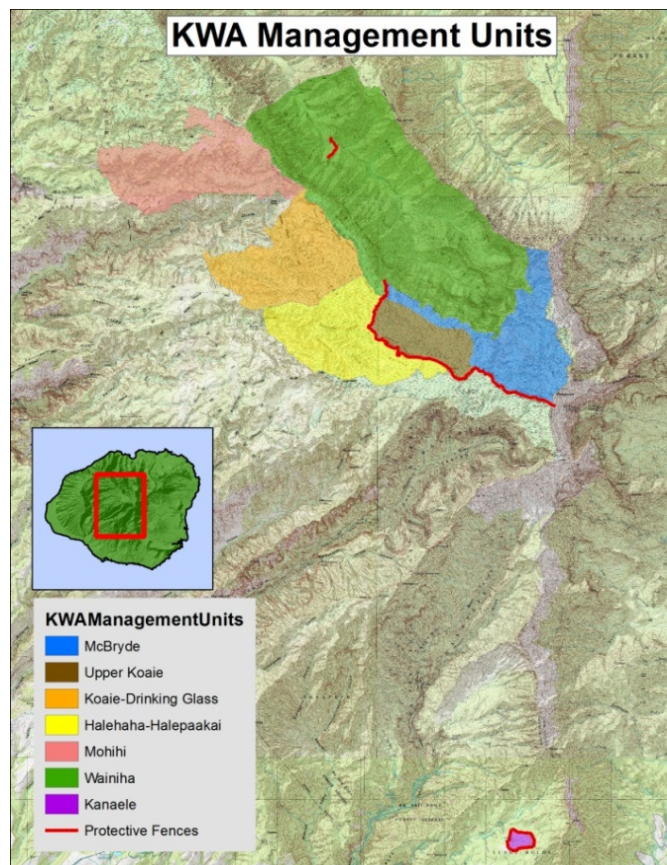 KWA Management Units
KWAManagementUnits
McBryde
Upper Koaie
Koaie-Drinking Glass
Halehaha-Halepaakai
Mohihi
Wainiha
Kanaele
Protective Fences